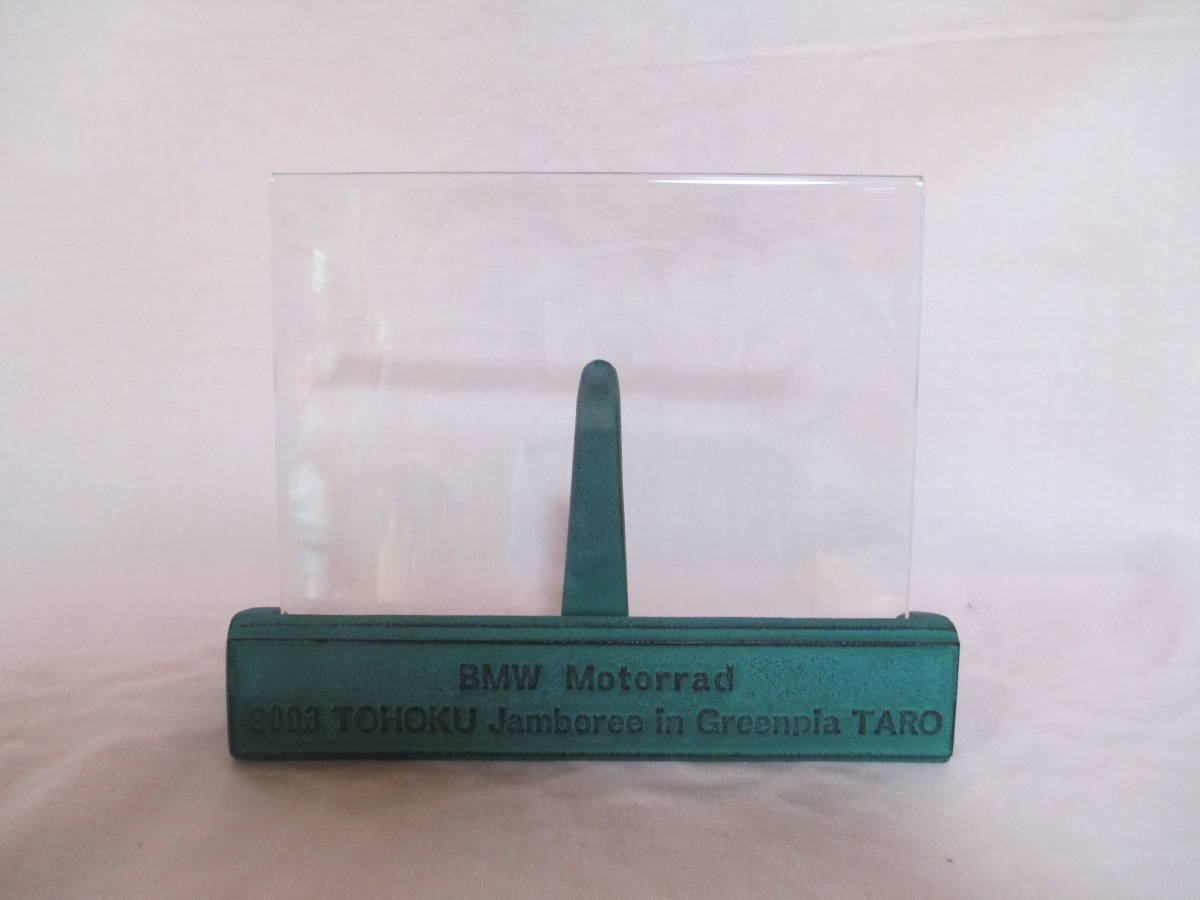 BMW Motorrad
2003 TOHOKU Jamboree in Greenpia TARO